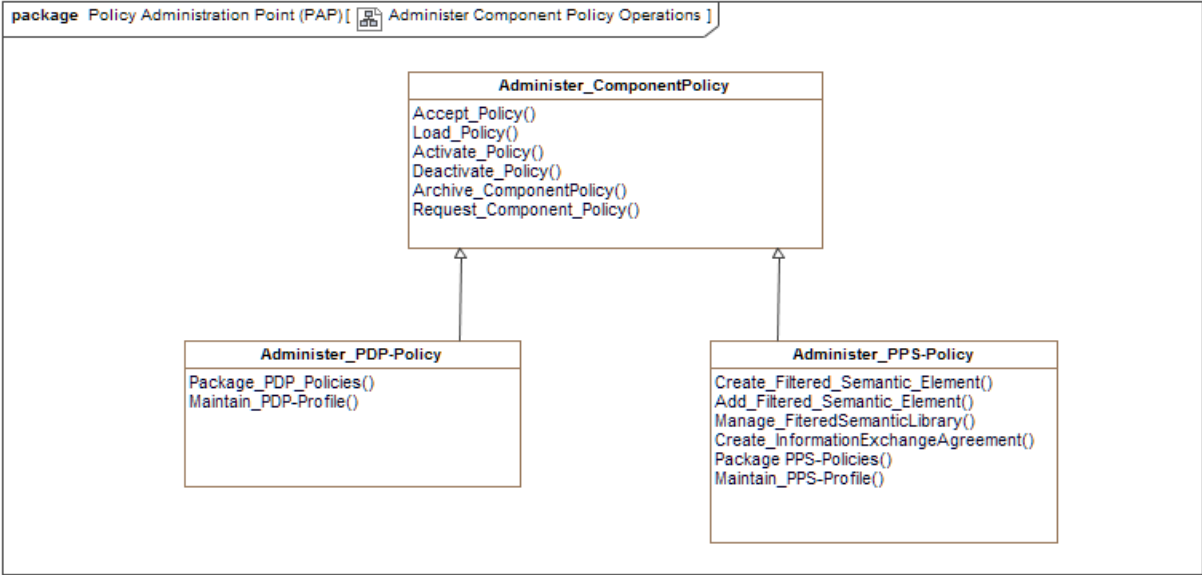 package Policy Administration Point (PAP)[ Administer Component Policy Operations ]
Administer_ComponentPolicy
Accept_Policy()
Load_Policy()
Activate_Policy()
Deactivate_Policy()
Archive_ComponentPolicy()
Request_Component_Policy()
Administer_PDP-Policy
Package_PDP_Policies()
Maintain_PDP-Profile()
Administer_PPS-Policy
Create_Filtered_Semantic_Element()
Add_Filtered_Semantic_Element()
Manage_FiteredSemanticLibrary()
Create_InformationExchangeAgreement()
Package PPS-Policies()
Maintain_PPS-Profile()